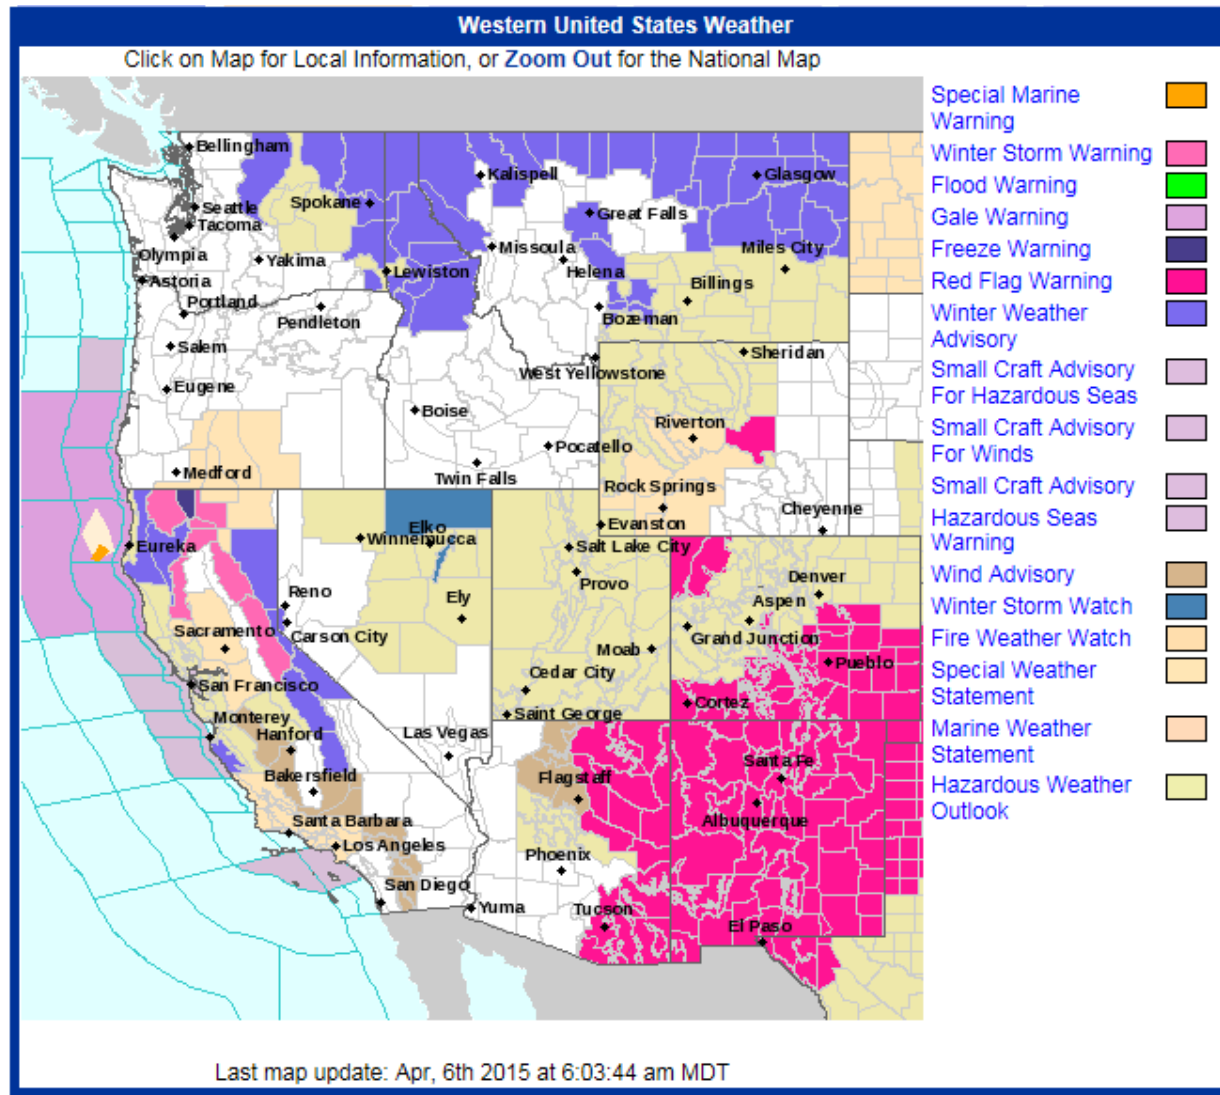 Western United States Weather
Click on Map for Local Information, or Zoom Out for the National Map
Special Marine
Warning
Winter Storm Warning
Flood Warning
Gale Warning
Freeze Warning
Red Flag Warning
Winter Weather
Advisory
Small Craft Advisory
For Hazardous Seas
Small Craft Advisory
For Winds
Small Craft Advisory
Hazardous Seas
Warning
Wind Advisory
Winter Storm Watch
Fire Weather Watch
Special Weather
Statement
Marine Weather
Statement
Hazardous Weather
Outlook
Bellingham
Kalispell
Glasgow
Spokane
Seattle
Great Falls
Tacoma
Olympia
Missoula
Miles City
Yakima
Lewiston
Helena
Astoria
Billings
Portland
Pendleton
Bozeman
Salem
Sheridan
West Yellowstone
Eugene
Boise
Riverton
Pocatello
Medford
Twin Falls
Rock Springs
Cheyenne
Elko
Evanston
Winnemucca
Eureka
Salt Lake City
Denver
Provo
Reno
Ely
Aspen
Sacramento
Carson City
Grand Junction
Moab
Pueblo
Cedar City
San Francisco
Cortez
Saint George
Monterey
Hanford
Las Vegas
Santa Fe
Bakersfield
Flagstaff
Santa Barbara
Albuquerque
Los Angeles
Phoenix
San Diego
Yuma
Tucson
El Paso
Last map update: Apr, 6th 2015 at 6:03:44 am MDT